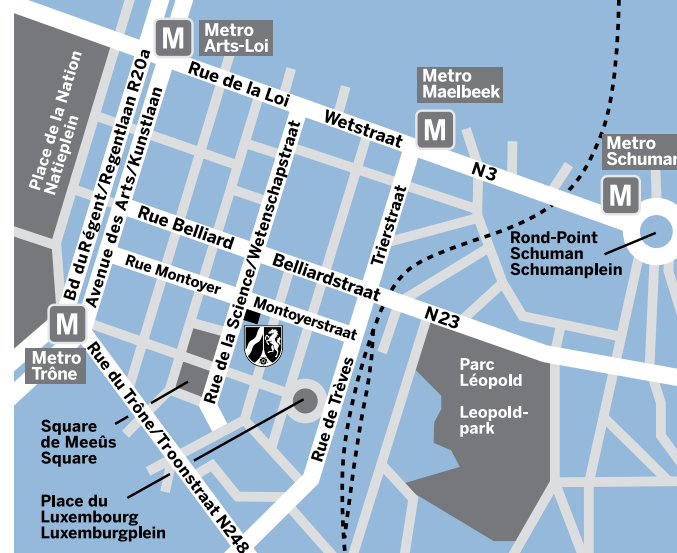 M
Metro
Arts-Loi
Place de la Nation
Natieplein
Bd du Régent/Regentlaan R20a
Avenue des Arts/Kunstlaan
Rue de la Loi
Wetstraat
Metro
Maelbeek
M
N3
Metro
Schuman
M
Rue de la Science/Wetenschapstraat
Trierstraat
Rue Belliard
Belliardstraat
N23
Rond-Point
Schuman
Schumanplein
Rue Montoyer
Montoyerstraat
M
Metro
Trône
Rue du Trône/Troonstraat N248
Rue de Trèves
Parc
Léopold
Leopold-
park
Square
de Meeûs
Square
Place du
Luxembourg
Luxemburgplein